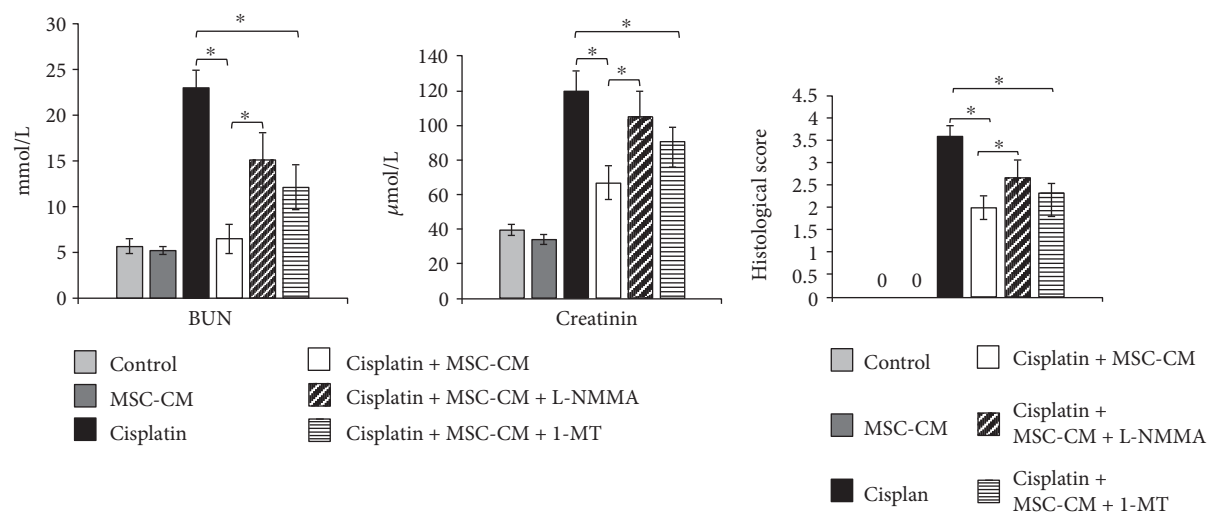 30
25
20
15
10
5
0
mmol/L
*
*
*
BUN
140
120
100
80
60
40
20
0
µmol/L
*
*
*
Creatinin
4.5
4
3.5
3
2.5
2
1.5
1
0.5
0
Histological score
0 0
*
*
*
Control
MSC-CM
Cisplatin
Cisplatin + MSC-CM
Cisplatin + MSC-CM + L-NMMA
Cisplatin + MSC-CM + 1-MT
Control
MSC-CM
Cisplan
Cisplatin + MSC-CM
Cisplatin +
MSC-CM + L-NMMA
Cisplatin +
MSC-CM + 1-MT